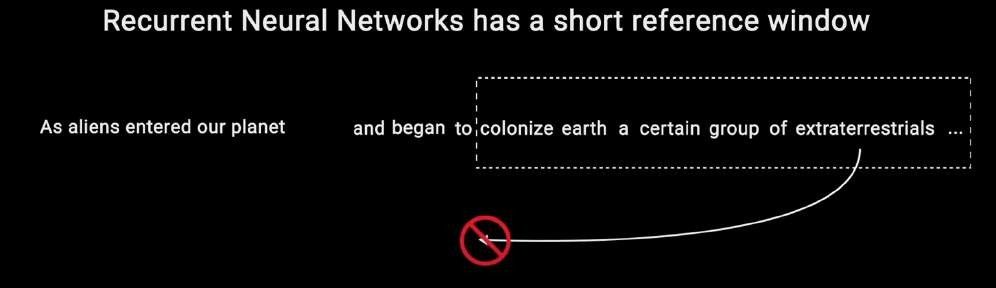 Recurrent Neural Networks has a short reference window
As aliens entered our planet and began to colonize earth a certain group of extraterrestrials ...